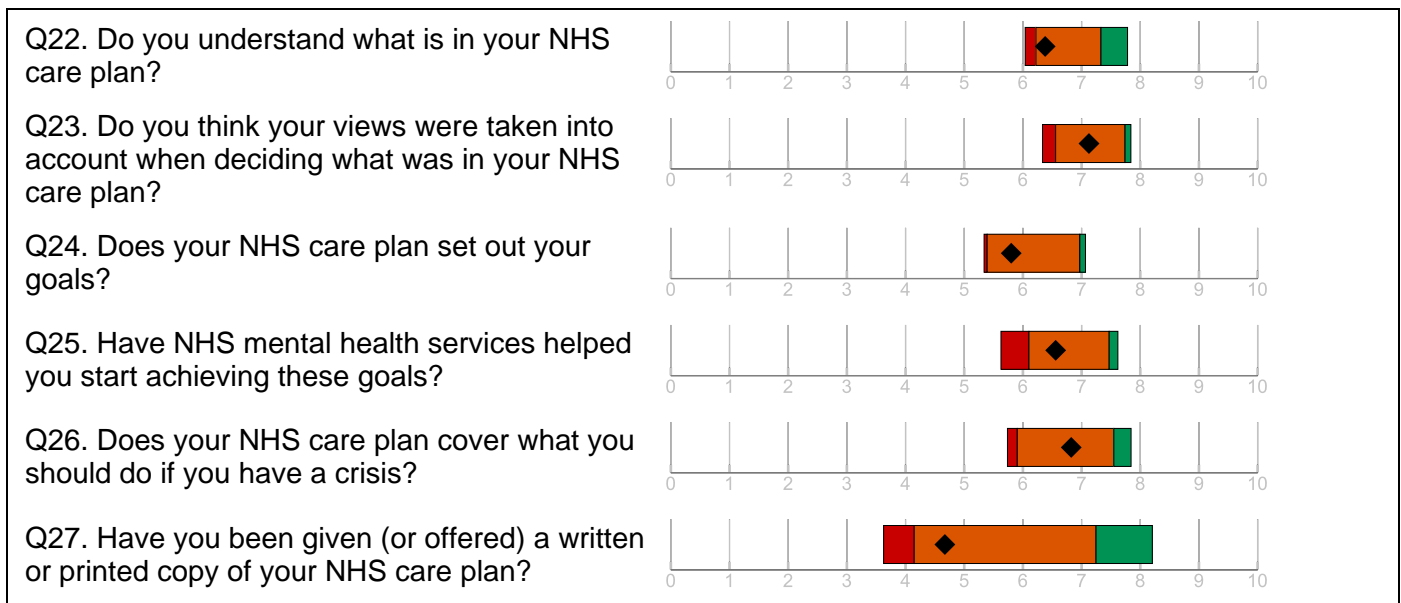 Q22. Do you understand what is in your NHS
care plan?
0 1 2 3 4 5 6 7 8 9 10
Q23. Do you think your views were taken into
account when deciding what was in your NHS
care plan?
0 1 2 3 4 5 6 7 8 9 10
Q24. Does your NHS care plan set out your
goals?
0 1 2 3 4 5 6 7 8 9 10
Q25. Have NHS mental health services helped
you start achieving these goals?
0 1 2 3 4 5 6 7 8 9 10
Q26. Does your NHS care plan cover what you
should do if you have a crisis?
0 1 2 3 4 5 6 7 8 9 10
Q27. Have you been given (or offered) a written
or printed copy of your NHS care plan?
0 1 2 3 4 5 6 7 8 9 10